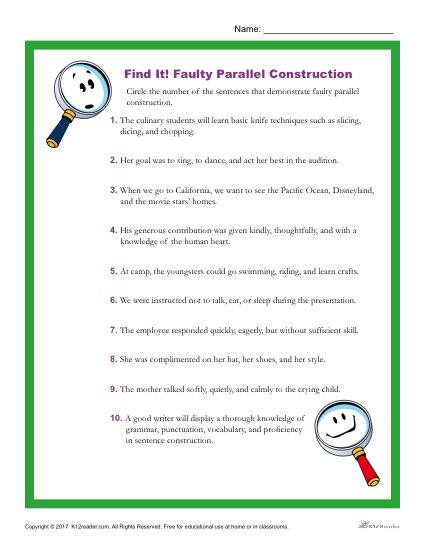 Name: ___________________________
Find It! Faulty Parallel Construction
Circle the number of the sentences that demonstrate faulty parallel
construction.
1. The culinary students will learn basic knife techniques such as slicing,
dicing, and chopping.
2. Her goal was to sing, to dance, and act her best in the audition.
3. When we go to California, we want to see the Pacific Ocean, Disneyland,
and the movie stars' homes.
4. His generous contribution was given kindly, thoughtfully, and with a
knowledge of the human heart.
5. At camp, the youngsters could go swimming, riding, and learn crafts.
6. We were instructed not to talk, eat, or sleep during the presentation.
7. The employee responded quickly, eagerly, but without sufficient skill.
8. She was complimented on her hat, her shoes, and her style.
9. The mother talked softly, quietly, and calmly to the crying child.
10. A good writer will display a thorough knowledge of
grammar, punctuation, vocabulary, and proficiency
in sentence construction.
Copyright © 2017 K12reader.com. All Rights Reserved. Free for educational use at home or in classrooms.
K12Reader